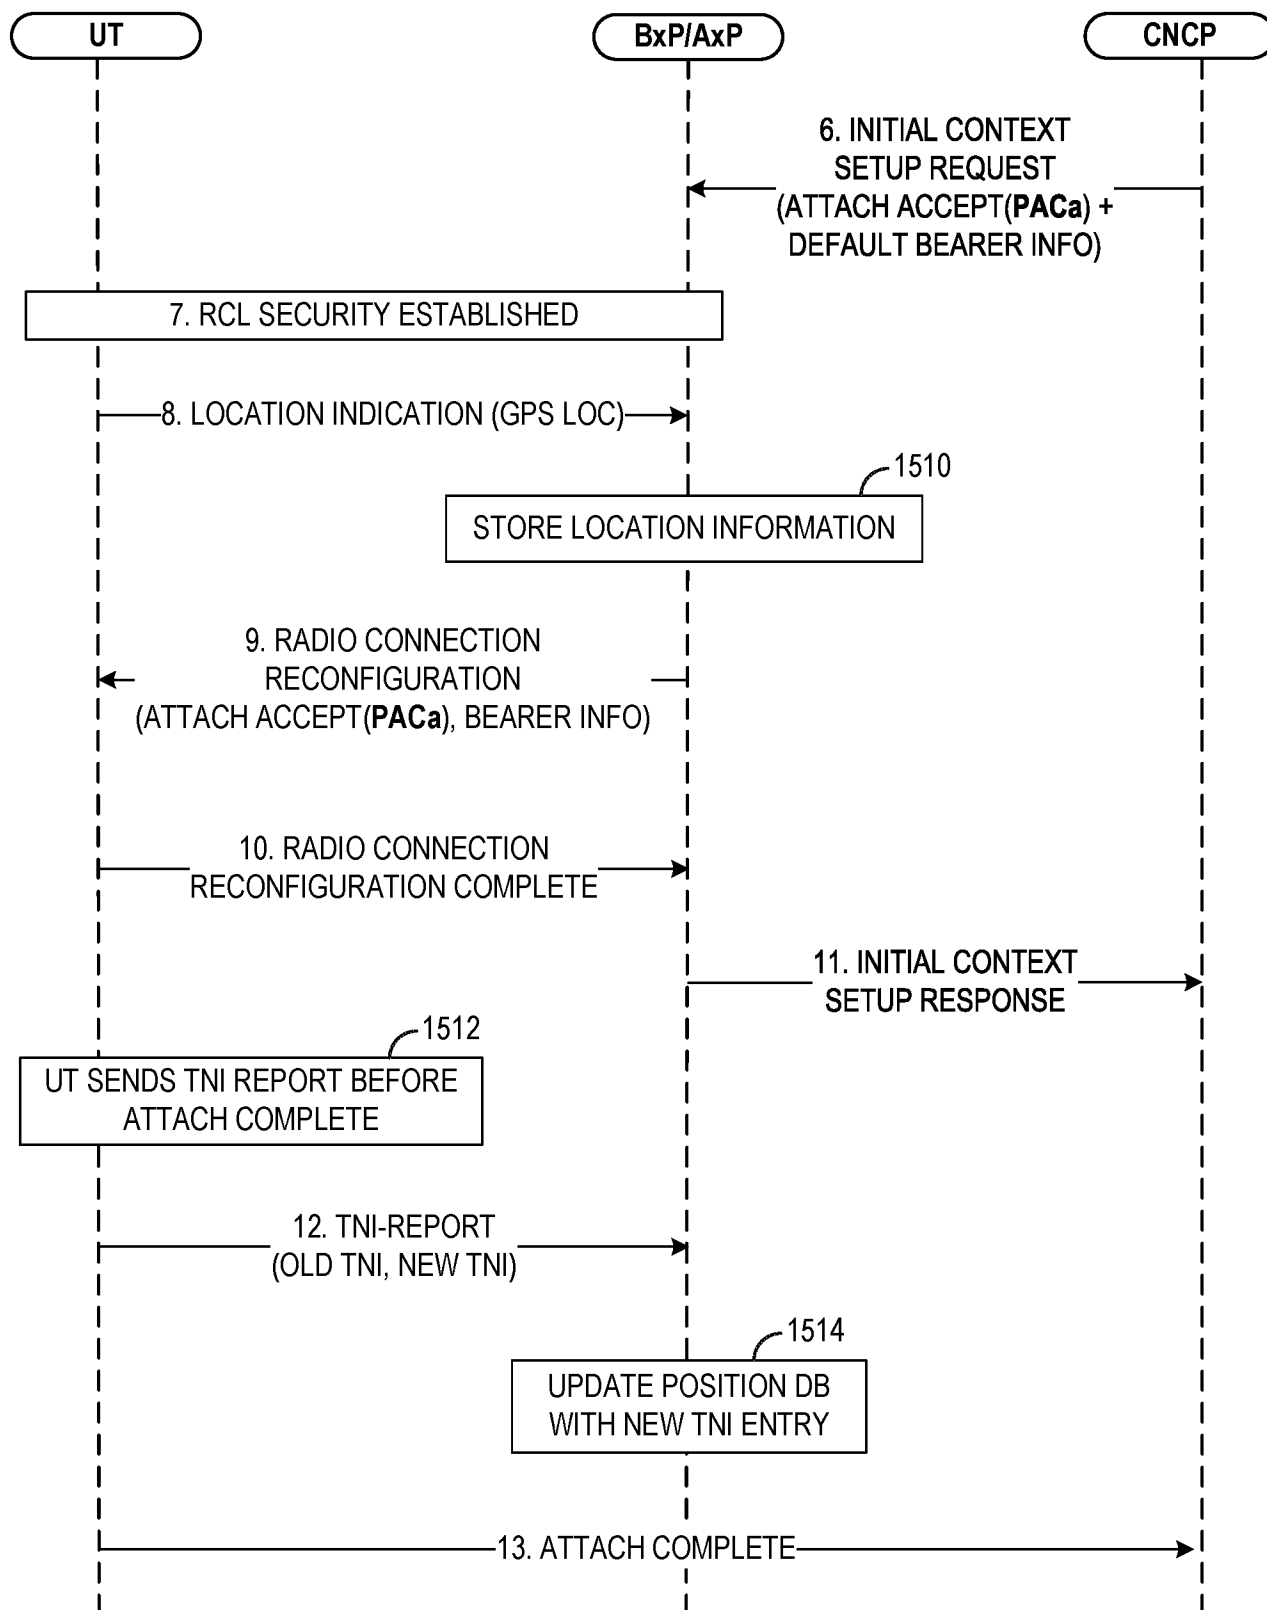 UT
BxP/AxP
CNCP
6. INITIAL CONTEXT
SETUP REQUEST
(ATTACH ACCEPT(PACa) +
DEFAULT BEARER INFO)
7. RCL SECURITY ESTABLISHED
8. LOCATION INDICATION (GPS LOC)
1510
STORE LOCATION INFORMATION
9. RADIO CONNECTION
RECONFIGURATION
(ATTACH ACCEPT(PACa), BEARER INFO)
10. RADIO CONNECTION
RECONFIGURATION COMPLETE
11. INITIAL CONTEXT
SETUP RESPONSE
1512
UT SENDS TNI REPORT BEFORE
ATTACH COMPLETE
12. TNI-REPORT
(OLD TNI, NEW TNI)
1514
UPDATE POSITION DB
WITH NEW TNI ENTRY
13. ATTACH COMPLETE